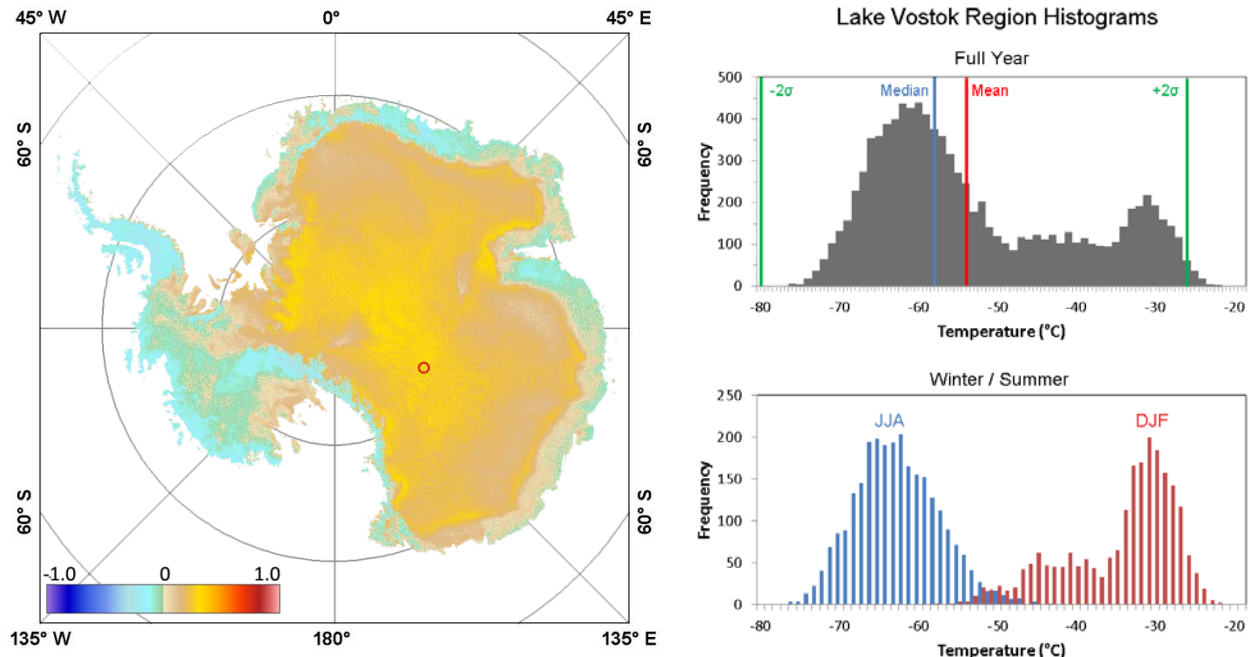 45° W
0°
45° E
60° S
60° S
60° S
60° S
-1.0
0
1.0
135° W
180°
135° E
Lake Vostok Region Histograms
Full Year
500
400
300
200
100
0
Frequency
-2σ
Median
Mean
+2σ
-80
-70
-60
-50
-40
-30
-20
Temperature (°C)
Winter / Summer
250
200
150
100
50
0
Frequency
JJA
DJF
-80
-70
-60
-50
-40
-30
-20
Temperature (°C)